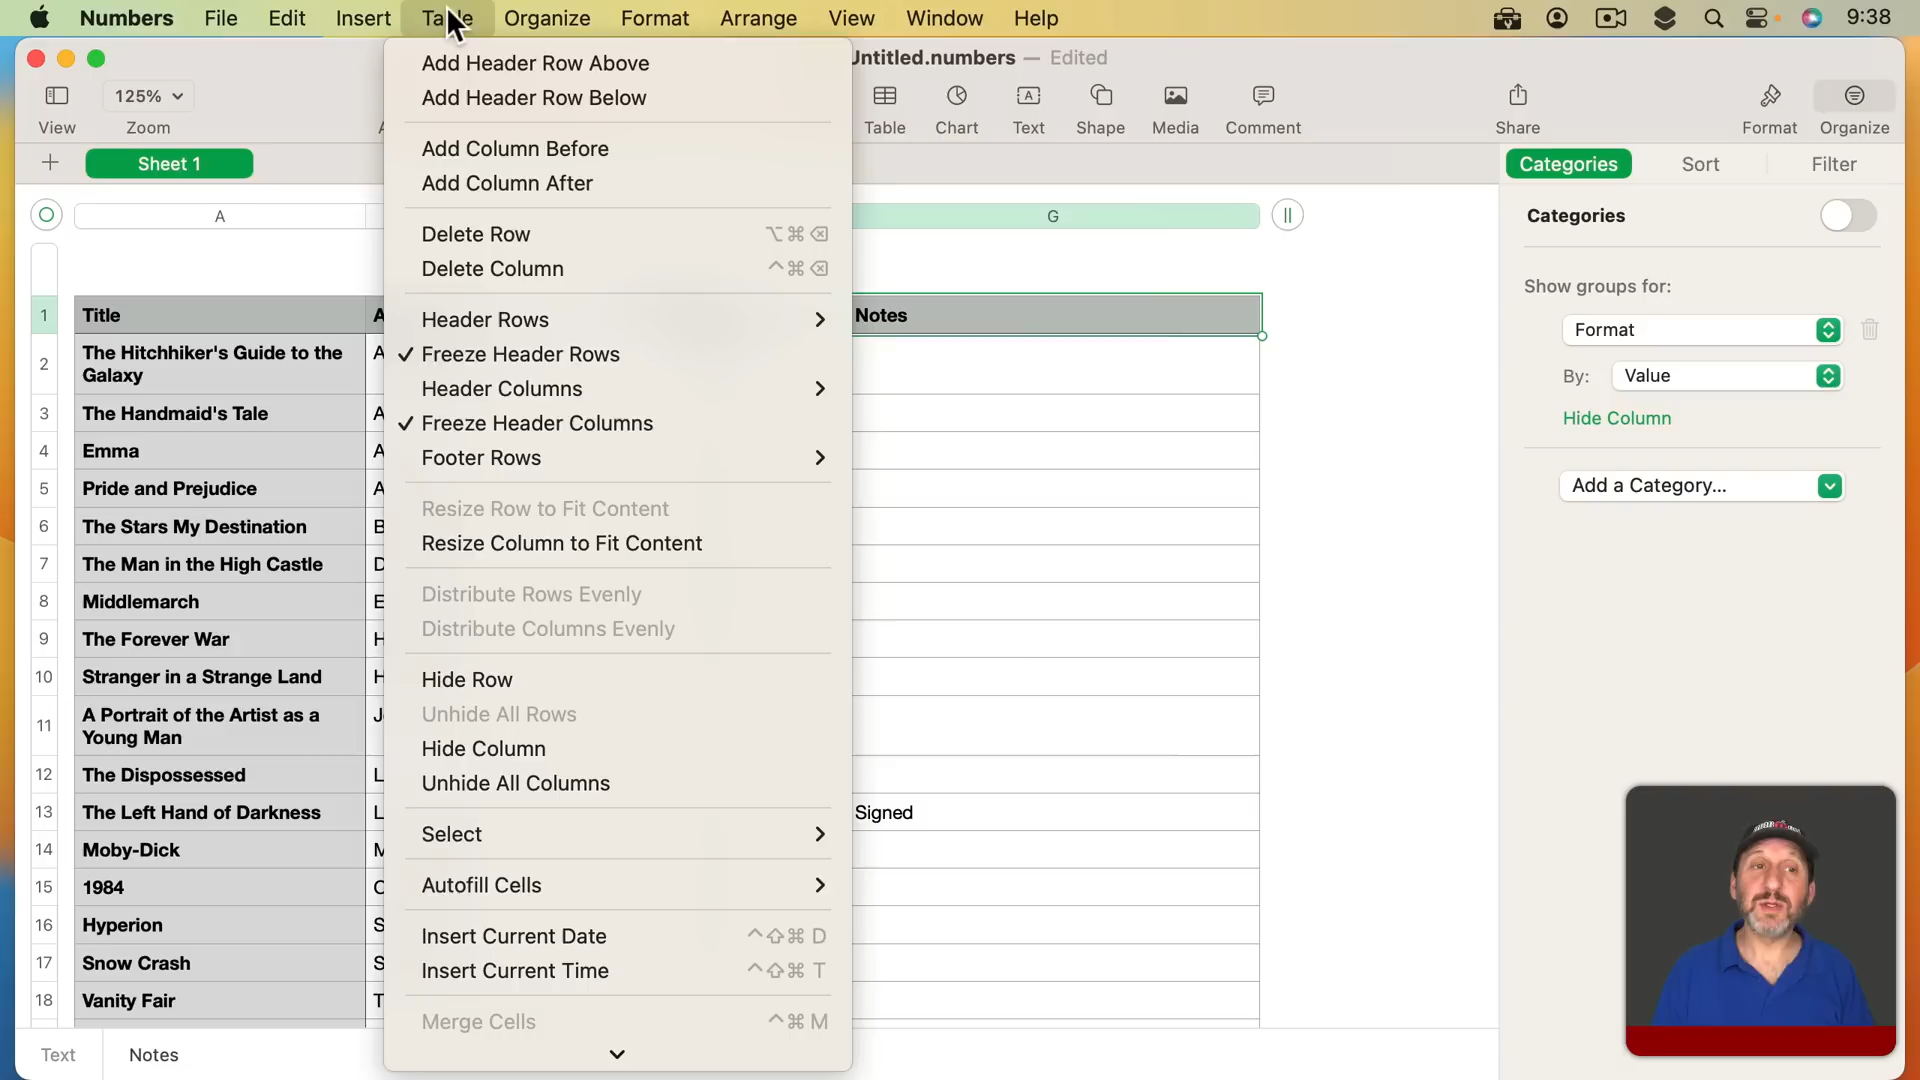 Numbers File Edit Insert Table Organize Format Arrange View Window Help 9:38
Untitled.numbers — Edited
125%
View Zoom
Table Chart Text Shape Media Comment Share Format Organize
Sheet 1
Add Header Row Above
Add Header Row Below
Add Column Before
Add Column After
Delete Row ⌥⌘⌫
Delete Column ^⌘⌫
Header Rows
✓ Freeze Header Rows
Header Columns
✓ Freeze Header Columns
Footer Rows
Resize Row to Fit Content
Resize Column to Fit Content
Distribute Rows Evenly
Distribute Columns Evenly
Hide Row
Unhide All Rows
Hide Column
Unhide All Columns
Select
Autofill Cells
Insert Current Date ^⇧⌘ D
Insert Current Time ^⇧⌘ T
Merge Cells ^⌘ M
A G
1 Title A Notes
2 The Hitchhiker's Guide to the A
Galaxy
3 The Handmaid's Tale A
4 Emma A
5 Pride and Prejudice A
6 The Stars My Destination B
7 The Man in the High Castle D
8 Middlemarch E
9 The Forever War H
10 Stranger in a Strange Land H
11 A Portrait of the Artist as a J
Young Man
12 The Dispossessed L
13 The Left Hand of Darkness L Signed
14 Moby-Dick M
15 1984
16 Hyperion S
17 Snow Crash S
18 Vanity Fair T
Text Notes
Categories Sort Filter
Categories
Show groups for:
Format
By: Value
Hide Column
Add a Category...